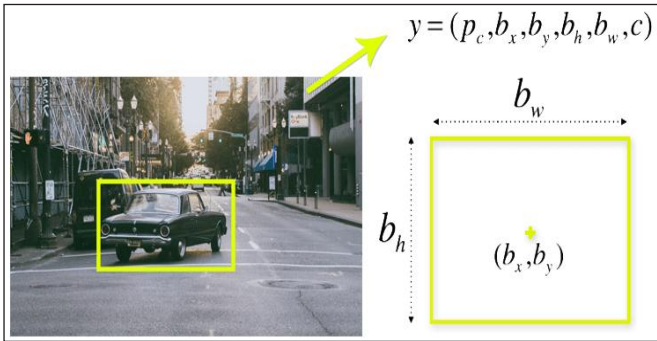 y = (p_c, b_x, b_y, b_h, b_w, c)
b_w
b_h
(b_x, b_y)